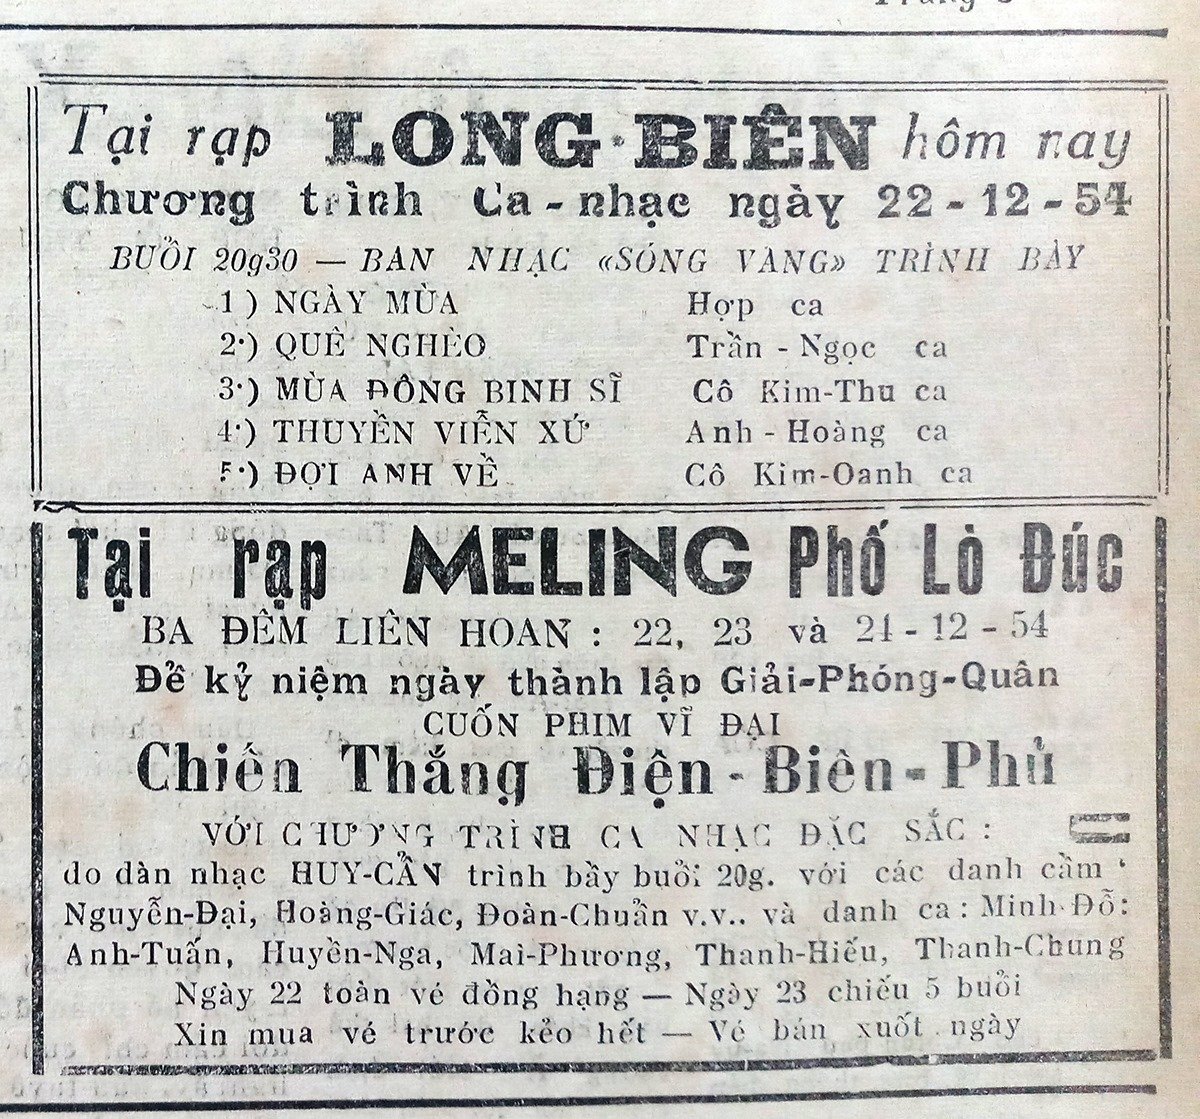 Tại rạp LONG-BIÊN hôm nay
Chương trình Ca-nhạc ngày 22-12-54
BUỔI 20g30 — BAN NHẠC «SÓNG VÀNG» TRÌNH BÀY
1) NGÀY MÙA Hợp ca
2·) QUÊ NGHÈO Trần-Ngọc ca
3·) MÙA ĐÔNG BINH SĨ Cô Kim-Thu ca
4·) THUYỀN VIỄN XỨ Anh-Hoàng ca
5·) ĐỢI ANH VỀ Cô Kim-Oanh ca
Tại rạp MELING Phố Lò Đúc
BA ĐÊM LIÊN HOAN : 22, 23 và 24-12-54
Để kỷ niệm ngày thành lập Giải-Phóng-Quân
CUỐN PHIM VĨ ĐẠI
Chiến Thắng Điện-Biên-Phủ
VỚI CHƯƠNG TRÌNH CA NHẠC ĐẶC SẮC :
do dàn nhạc HUY-CẨN trình bầy buổi 20g. với các danh cầm
Nguyễn-Đại, Hoàng-Giác, Đoàn-Chuẩn v.v.. và danh ca : Minh-Đỗ:
Anh-Tuấn, Huyền-Nga, Mai-Phương, Thanh-Hiếu, Thanh-Chung
Ngày 22 toàn vé đồng hạng — Ngày 23 chiếu 5 buổi
Xin mua vé trước kẻo hết — Vé bán xuốt ngày